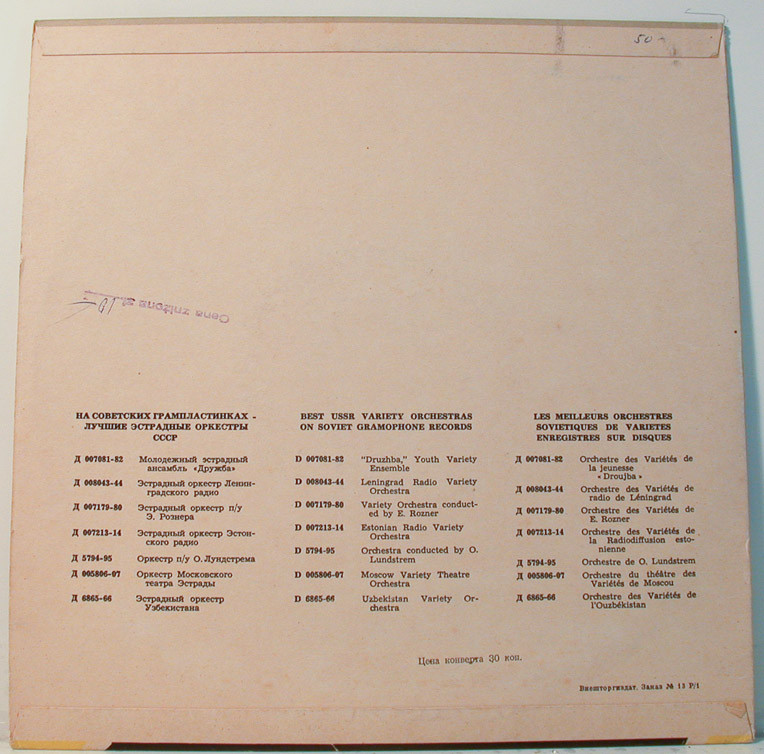 50
Cena zniżona zł 10
НА СОВЕТСКИХ ГРАМПЛАСТИНКАХ -
ЛУЧШИЕ ЭСТРАДНЫЕ ОРКЕСТРЫ
СССР
Д 007081-82 Молодежный эстрадный
ансамбль «Дружба»
Д 008043-44 Эстрадный оркестр Ленин-
градского радио
Д 007179-80 Эстрадный оркестр п/у
Э. Рознера
Д 007213-14 Эстрадный оркестр Эстон-
ского радио
Д 5794-95 Оркестр п/у О. Лундстрема
Д 005806-07 Оркестр Московского
театра Эстрады
Д 6865-66 Эстрадный оркестр
Узбекистана
BEST USSR VARIETY ORCHESTRAS
ON SOVIET GRAMOPHONE RECORDS
D 007081-82 "Druzhba," Youth Variety
Ensemble
D 008043-44 Leningrad Radio Variety
Orchestra
D 007179-80 Variety Orchestra conduct-
ed by E. Rozner
D 007213-14 Estonian Radio Variety
Orchestra
D 5794-95 Orchestra conducted by O.
Lundstrem
D 005806-07 Moscow Variety Theatre
Orchestra
D 6865-66 Uzbekistan Variety Or-
chestra
LES MEILLEURS ORCHESTRES
SOVIETIQUES DE VARIETES
ENREGISTRES SUR DISQUES
Д 007081-82 Orchestre des Variétés de
la jeunesse
« Droujba »
Д 008043-44 Orchestre des Variétés de
radio de Léningrad
Д 007179-80 Orchestre des Variétés de
E. Rozner
Д 007213-14 Orchestre des Variétés de
la Radiodiffusion esto-
nienne
Д 5794-95 Orchestre de O. Lundstrem
Д 005806-07 Orchestre du théâtre des
Variétés de Moscou
Д 6865-66 Orchestre des Variétés de
l'Ouzbékistan
Цена конверта 30 коп.
Внешторгиздат. Заказ № 13 Р/1